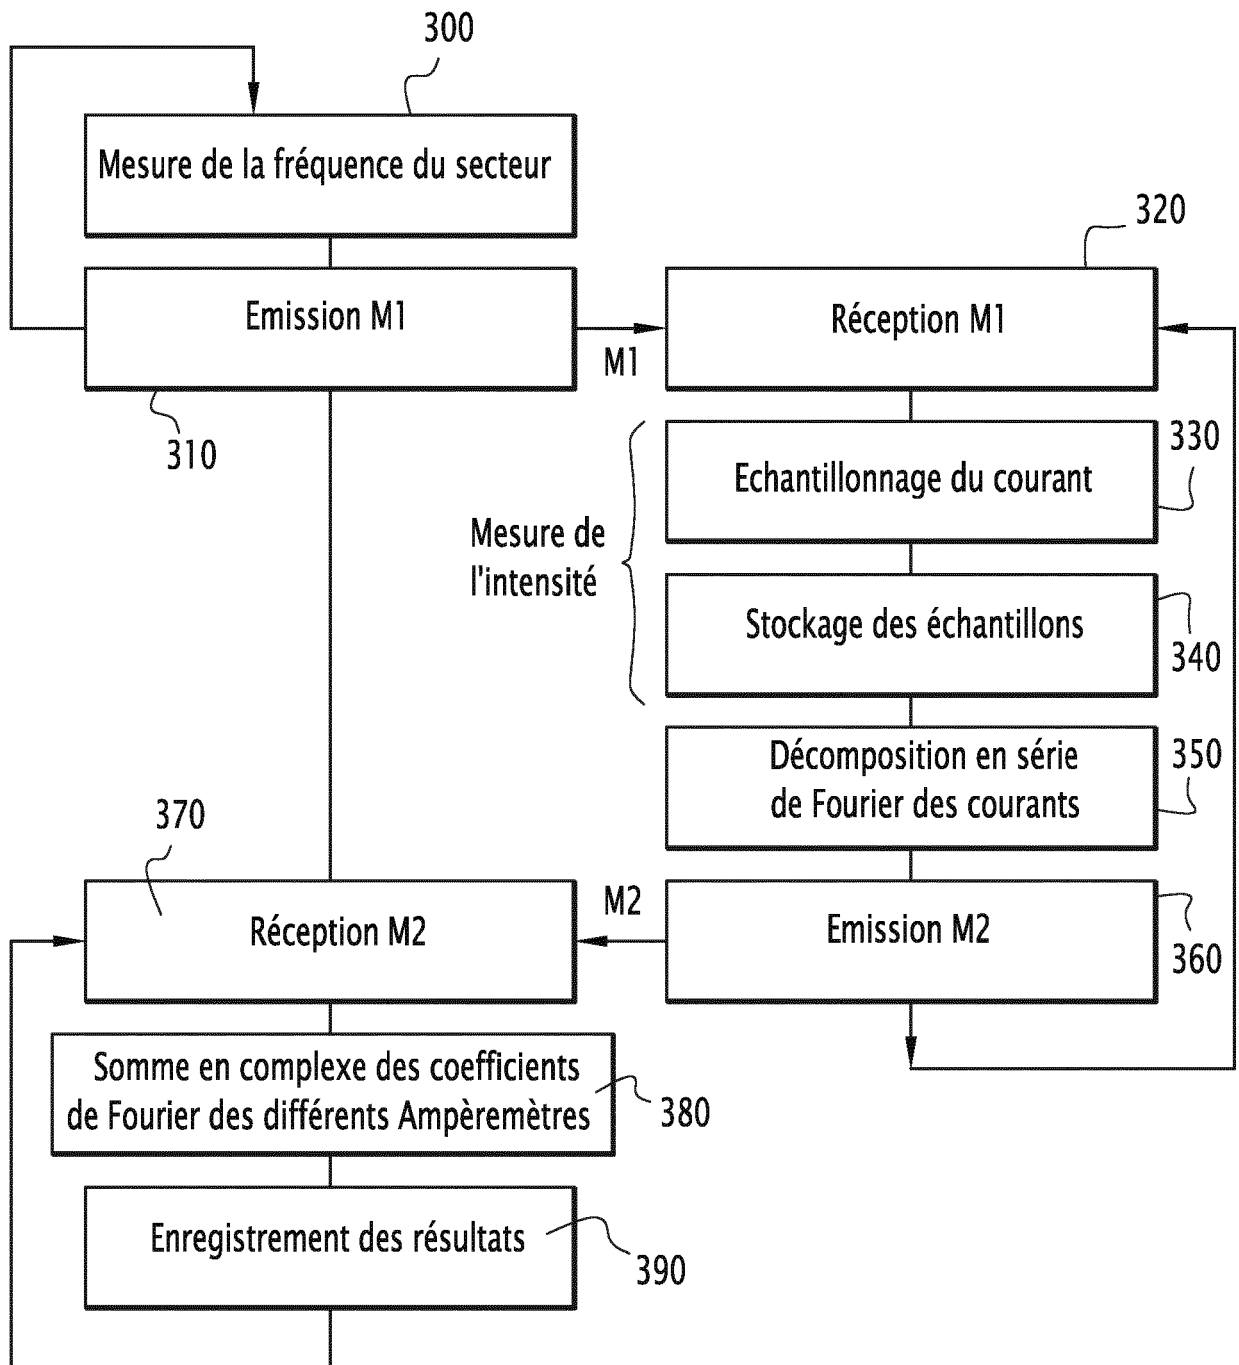 300
Mesure de la fréquence du secteur
320
Emission M1
Réception M1
M1
310
330
Echantillonnage du courant
Mesure de
l'intensité
Stockage des échantillons
340
350
Décomposition en série
de Fourier des courants
370
M2
Réception M2
Emission M2
360
Somme en complexe des coefficients
de Fourier des différents Ampèremètres
380
Enregistrement des résultats
390